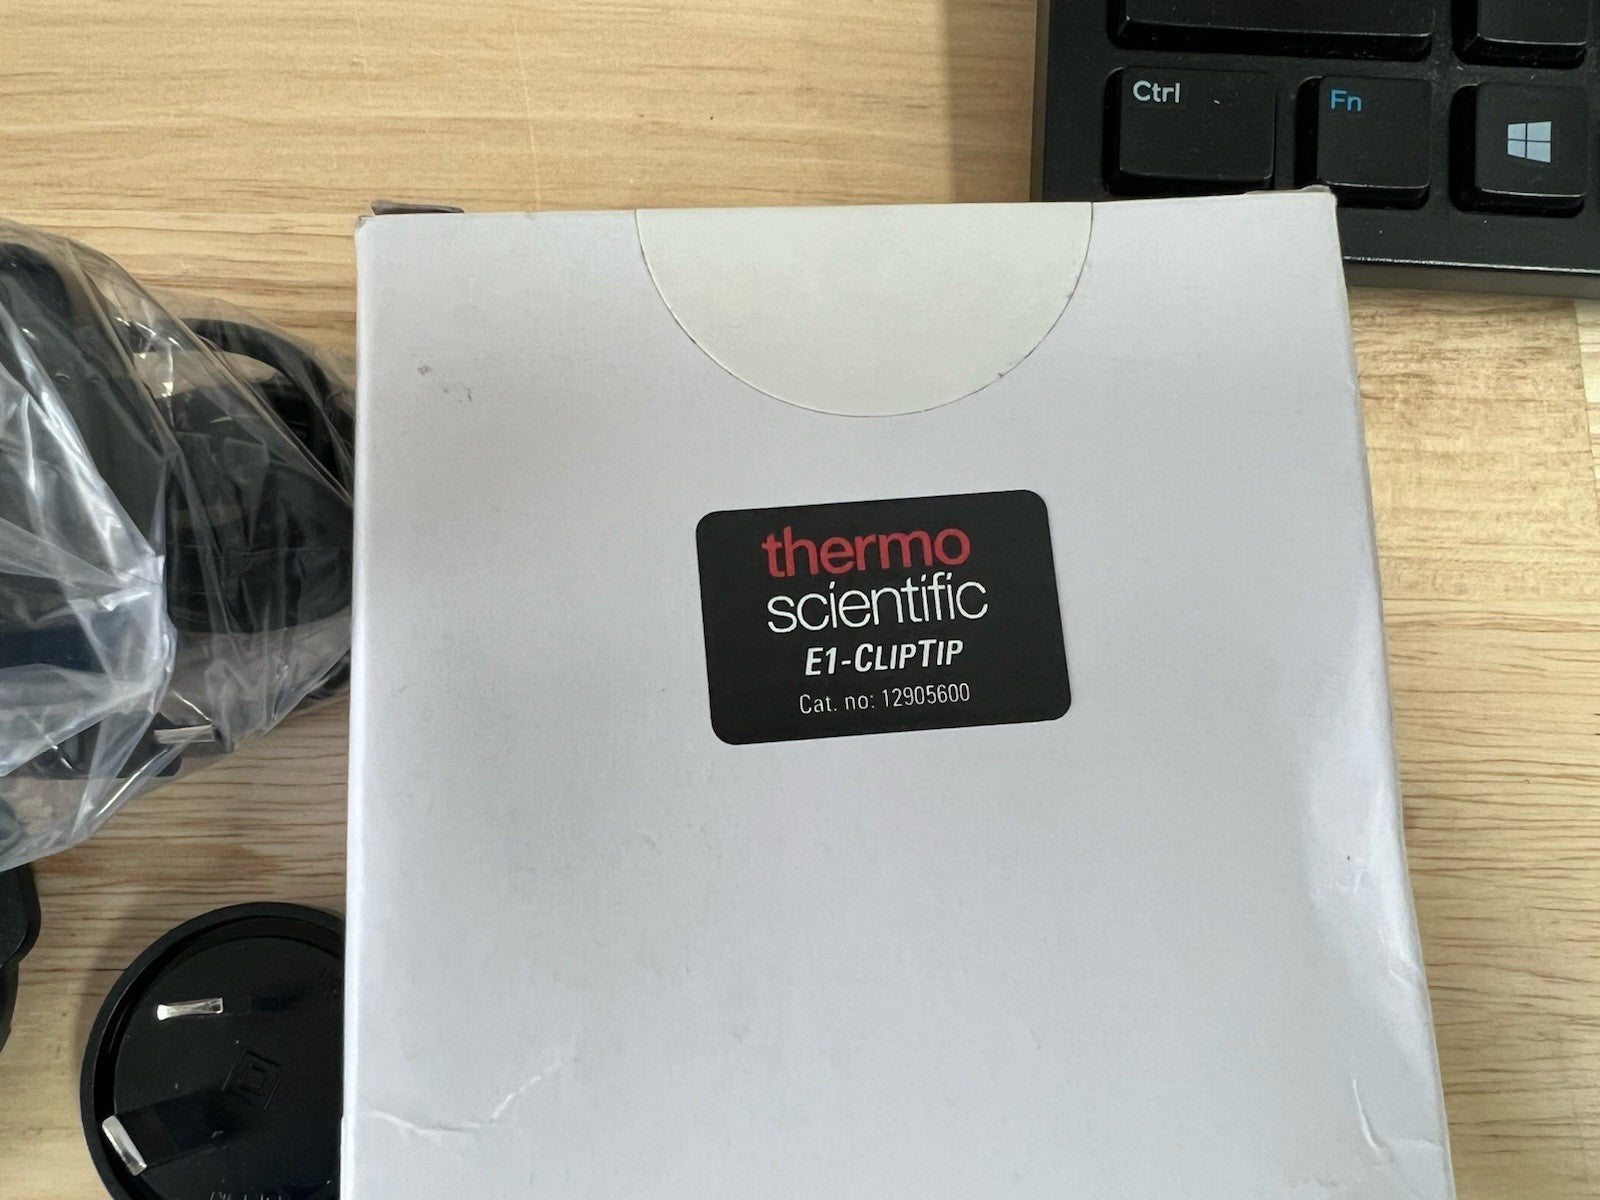 Ctrl
Fn
thermo
scientific
E1-CLIPTIP
Cat. no: 12905600